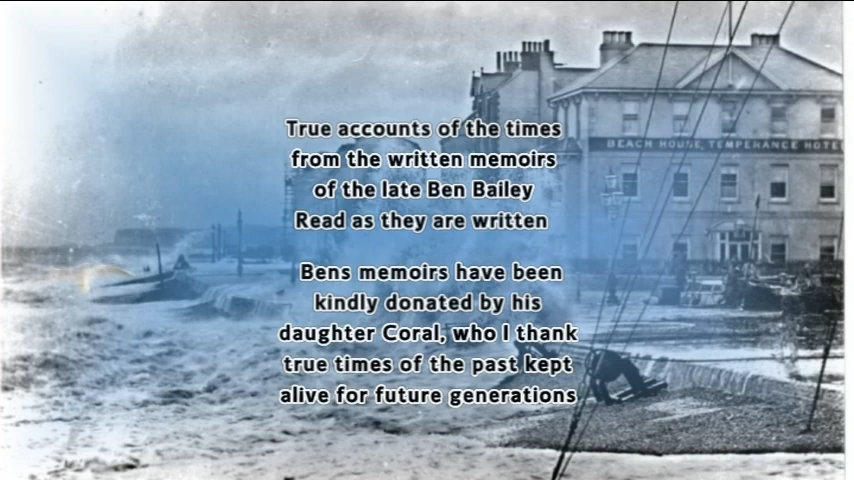 BEACH HOUSE, TEMPERANCE HOTE
True accounts of the times
from the written memoirs
of the late Ben Bailey
Read as they are written
Bens memoirs have been
kindly donated by his
daughter Coral, who I thank
true times of the past kept
alive for future generations